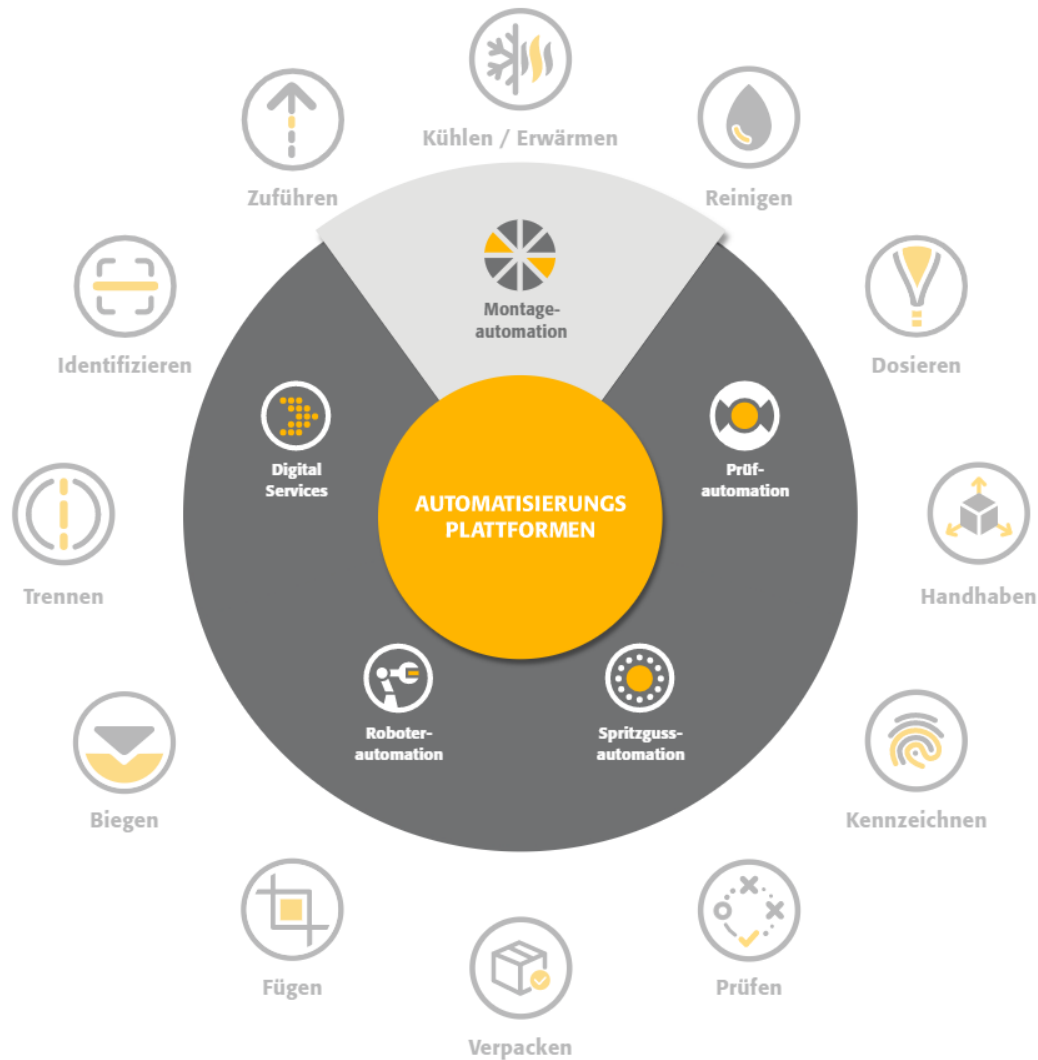 Kühlen / Erwärmen
Zuführen
Reinigen
Montage-
automation
Identifizieren
Dosieren
Digital
Services
Prüf-
automation
AUTOMATISIERUNGS
PLATTFORMEN
Trennen
Handhaben
Roboter-
automation
Spritzguss-
automation
Biegen
Kennzeichnen
Fügen
Prüfen
Verpacken